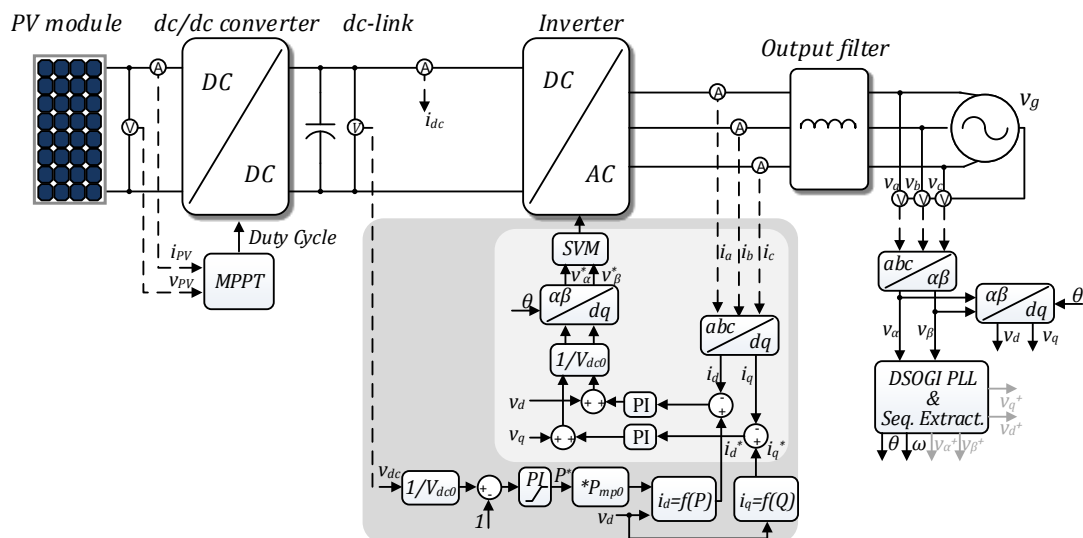 PV module
dc/dc converter
dc-link
Inverter
Output filter
DC
DC
DC
AC
A
V
V
A
A
A
A
i_dc
v_g
v_a
v_b
v_c
V
V
V
Duty Cycle
i_PV
v_PV
MPPT
SVM
v*_α
v*_β
i_a
i_b
i_c
abc
αβ
θ
αβ
dq
αβ
dq
θ
abc
dq
v_α
v_β
v_d
v_q
1/V_dc0
i_d
i_q
DSOGI PLL
&
Seq. Extract.
v_q+
v_d+
v_d
+ +
PI
-
+
v_q
+ +
PI
-
+
i_d*
i_q*
θ
ω
v_α+
v_β+
v_dc
1/V_dc0
+
-
1
PI
P*
*P_mp0
i_d=f(P)
i_q=f(Q)
v_d